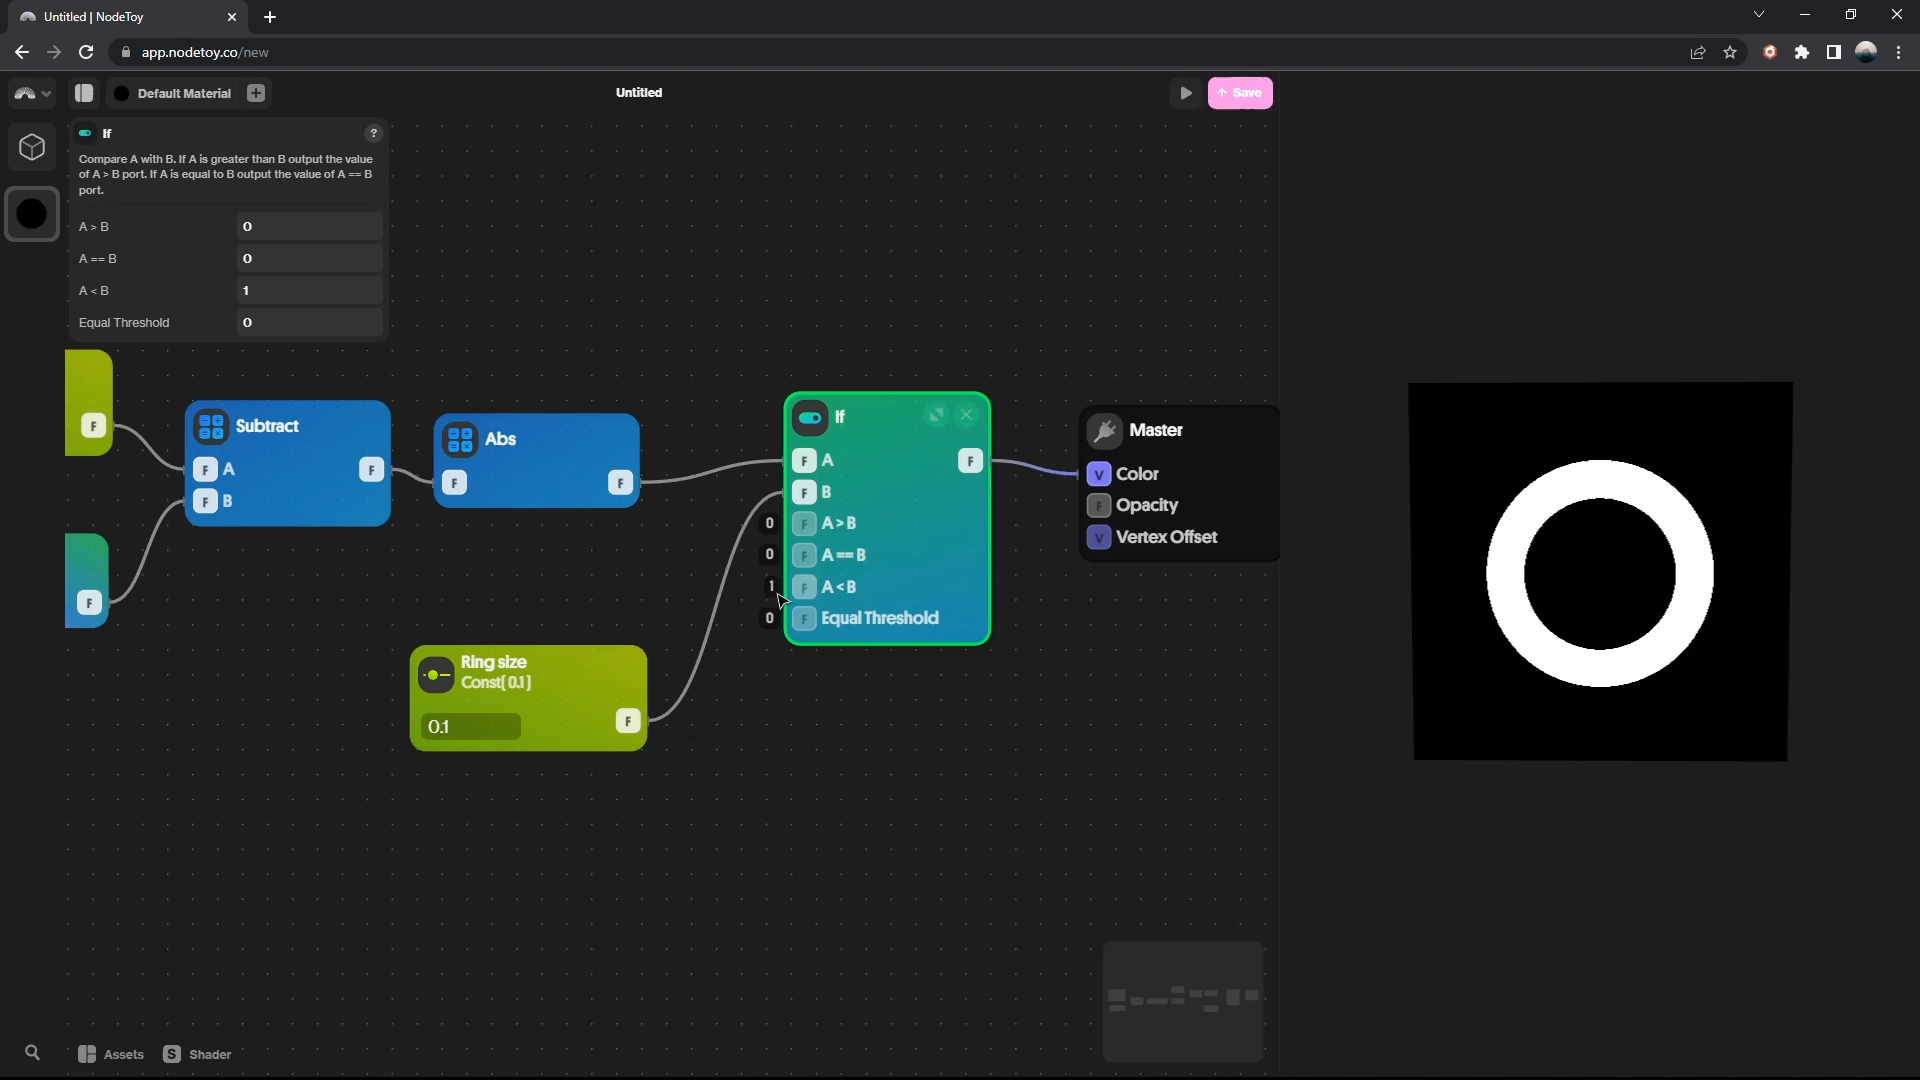 Untitled | NodeToy
app.nodetoy.co/new
Default Material
Untitled
Save
If
?
Compare A with B. If A is greater than B output the value
of A > B port. If A is equal to B output the value of A == B
port.
A > B 0
A == B 0
A < B 1
Equal Threshold 0
F
F
Subtract
F A F
F B
Abs
F F
If
F A F
F B
0 F A > B
0 F A == B
1 F A < B
0 F Equal Threshold
Master
V Color
F Opacity
V Vertex Offset
Ring size
Const( 0.1 )
0.1 F
Assets
S Shader